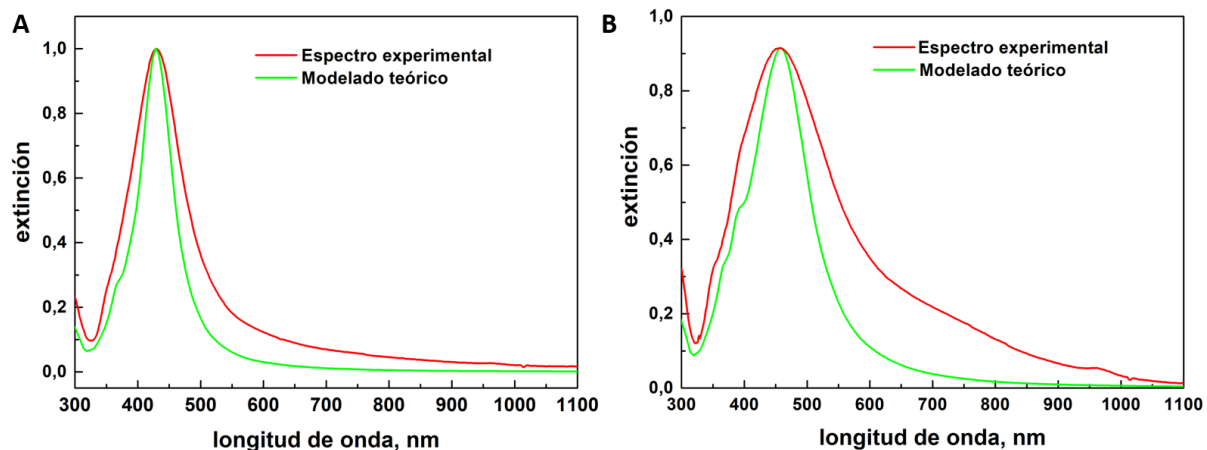 A
extinción
1,0
0,8
0,6
0,4
0,2
0,0
Espectro experimental
Modelado teórico
300 400 500 600 700 800 900 1000 1100
longitud de onda, nm
B
extinción
1,0
0,8
0,6
0,4
0,2
0,0
Espectro experimental
Modelado teórico
300 400 500 600 700 800 900 1000 1100
longitud de onda, nm